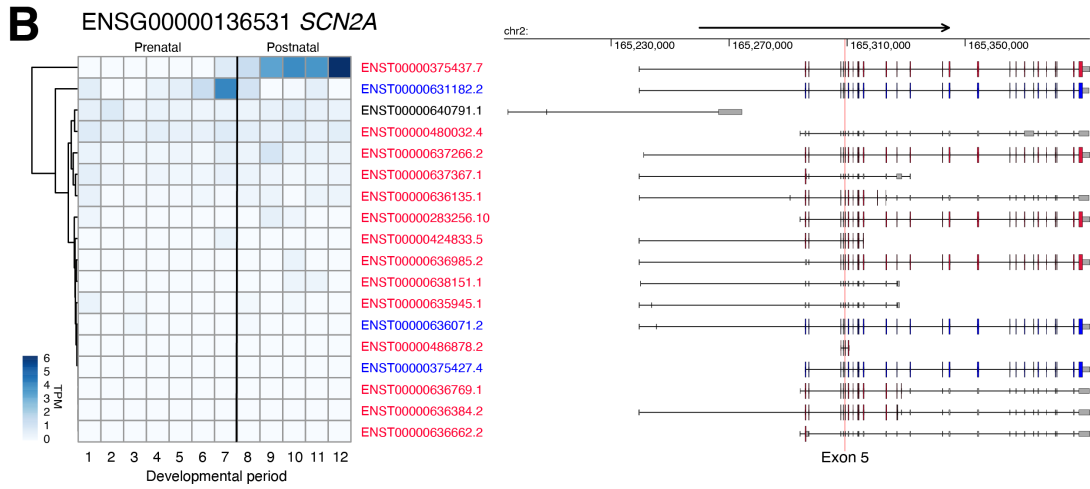 B
ENSG00000136531 SCN2A
Prenatal Postnatal
chr2:
165,230,000 165,270,000 165,310,000 165,350,000
ENST00000375437.7
ENST00000631182.2
ENST00000640791.1
ENST00000480032.4
ENST00000637266.2
ENST00000637367.1
ENST00000636135.1
ENST00000283256.10
ENST00000424833.5
ENST00000636985.2
ENST00000638151.1
ENST00000635945.1
ENST00000636071.2
ENST00000486878.2
ENST00000375427.4
ENST00000636769.1
ENST00000636384.2
ENST00000636662.2
6
5
4
3
2
1
0
TPM
1 2 3 4 5 6 7 8 9 10 11 12
Developmental period
Exon 5